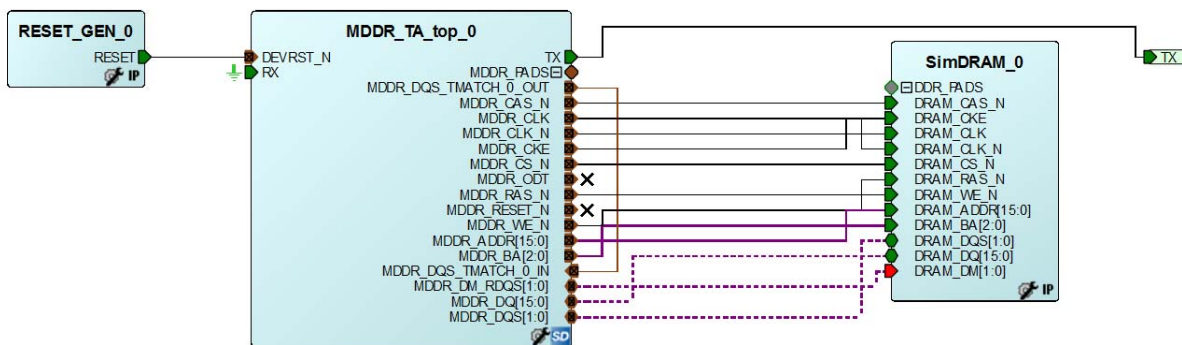 RESET_GEN_0
RESET
IP
MDDR_TA_top_0
DEVRST_N
RX
TX
MDDR_PADS
MDDR_DQS_TMATCH_0_OUT
MDDR_CAS_N
MDDR_CLK
MDDR_CLK_N
MDDR_CKE
MDDR_CS_N
MDDR_ODT
MDDR_RAS_N
MDDR_RESET_N
MDDR_WE_N
MDDR_ADDR[15:0]
MDDR_BA[2:0]
MDDR_DQS_TMATCH_0_IN
MDDR_DM_RDQS[1:0]
MDDR_DQ[15:0]
MDDR_DQS[1:0]
SD
SimDRAM_0
DDR_PADS
DRAM_CAS_N
DRAM_CKE
DRAM_CLK
DRAM_CLK_N
DRAM_CS_N
DRAM_RAS_N
DRAM_WE_N
DRAM_ADDR[15:0]
DRAM_BA[2:0]
DRAM_DQS[1:0]
DRAM_DQ[15:0]
DRAM_DM[1:0]
IP
TX